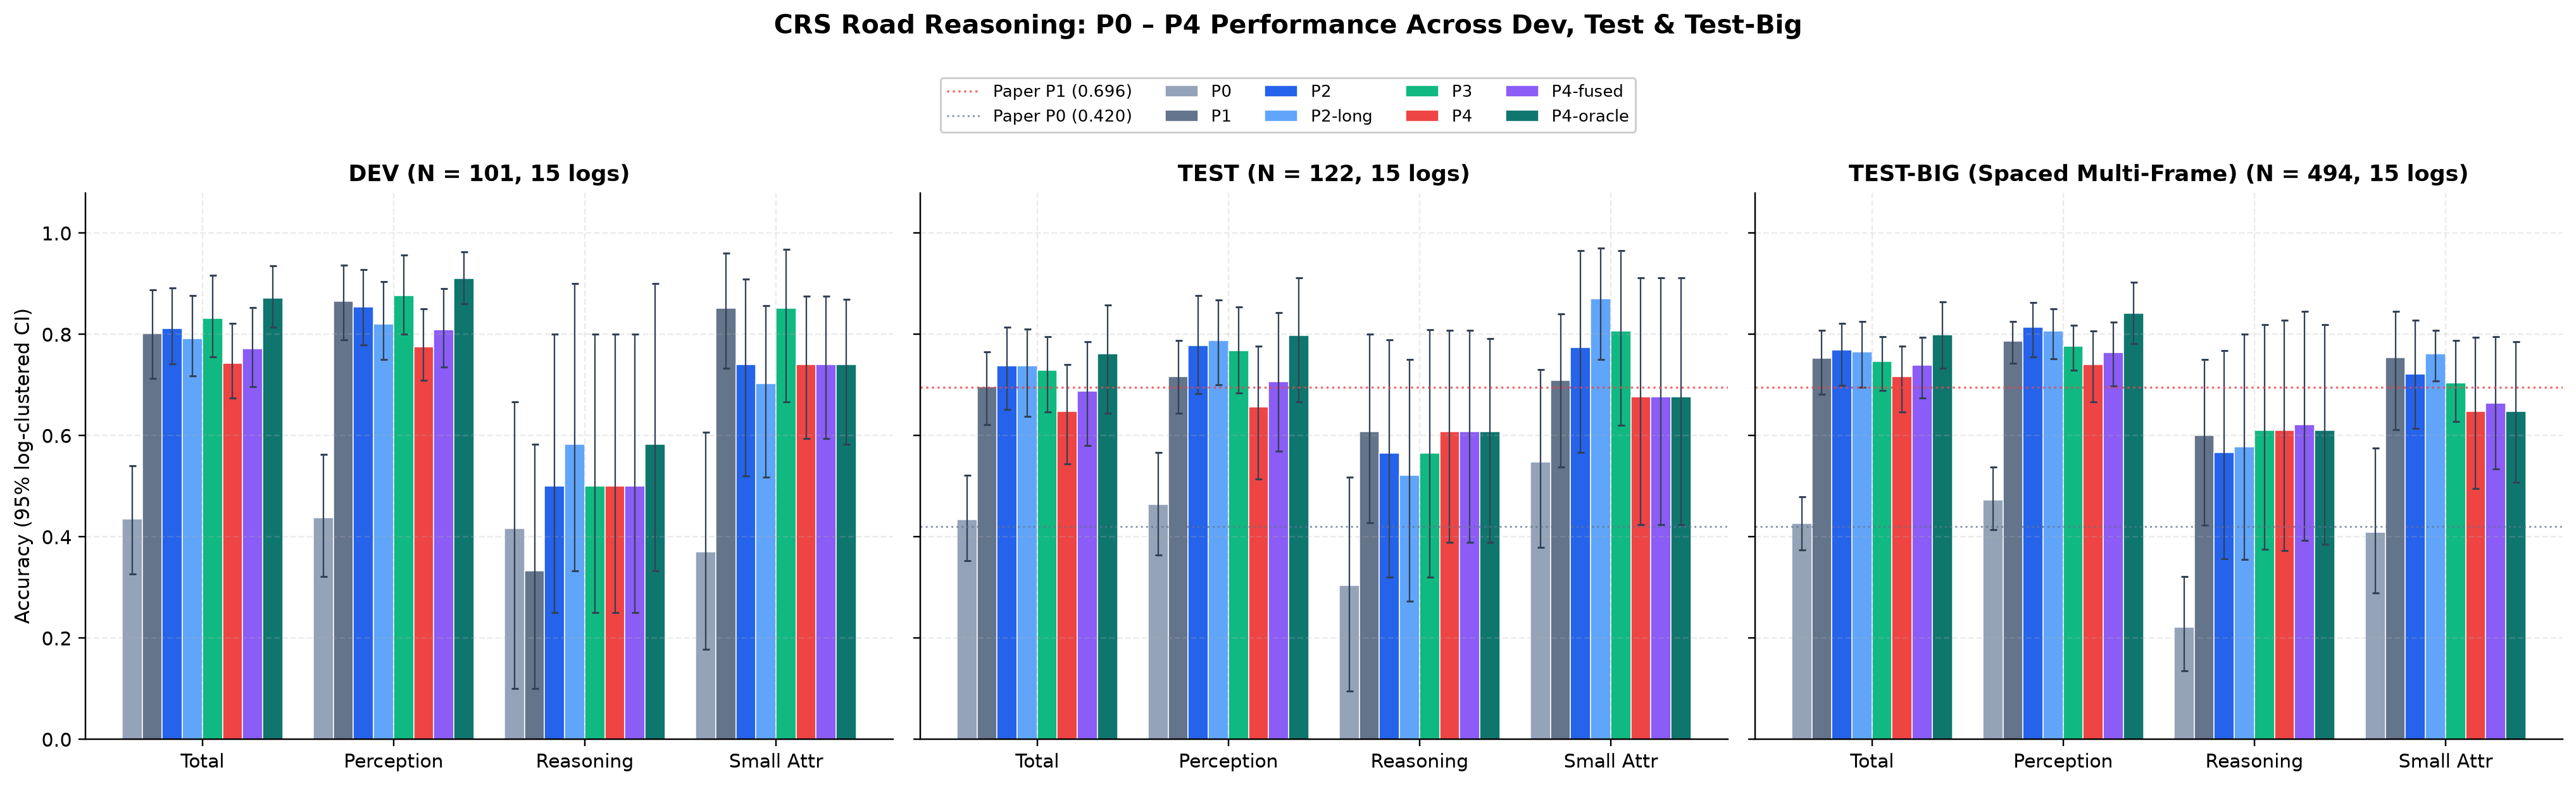 CRS Road Reasoning: P0 – P4 Performance Across Dev, Test & Test-Big
Paper P1 (0.696) P0 P2 P3 P4-fused
Paper P0 (0.420) P1 P2-long P4 P4-oracle
DEV (N = 101, 15 logs)
TEST (N = 122, 15 logs)
TEST-BIG (Spaced Multi-Frame) (N = 494, 15 logs)
Accuracy (95% log-clustered CI)
1.0
0.8
0.6
0.4
0.2
0.0
Total Perception Reasoning Small Attr
Total Perception Reasoning Small Attr
Total Perception Reasoning Small Attr